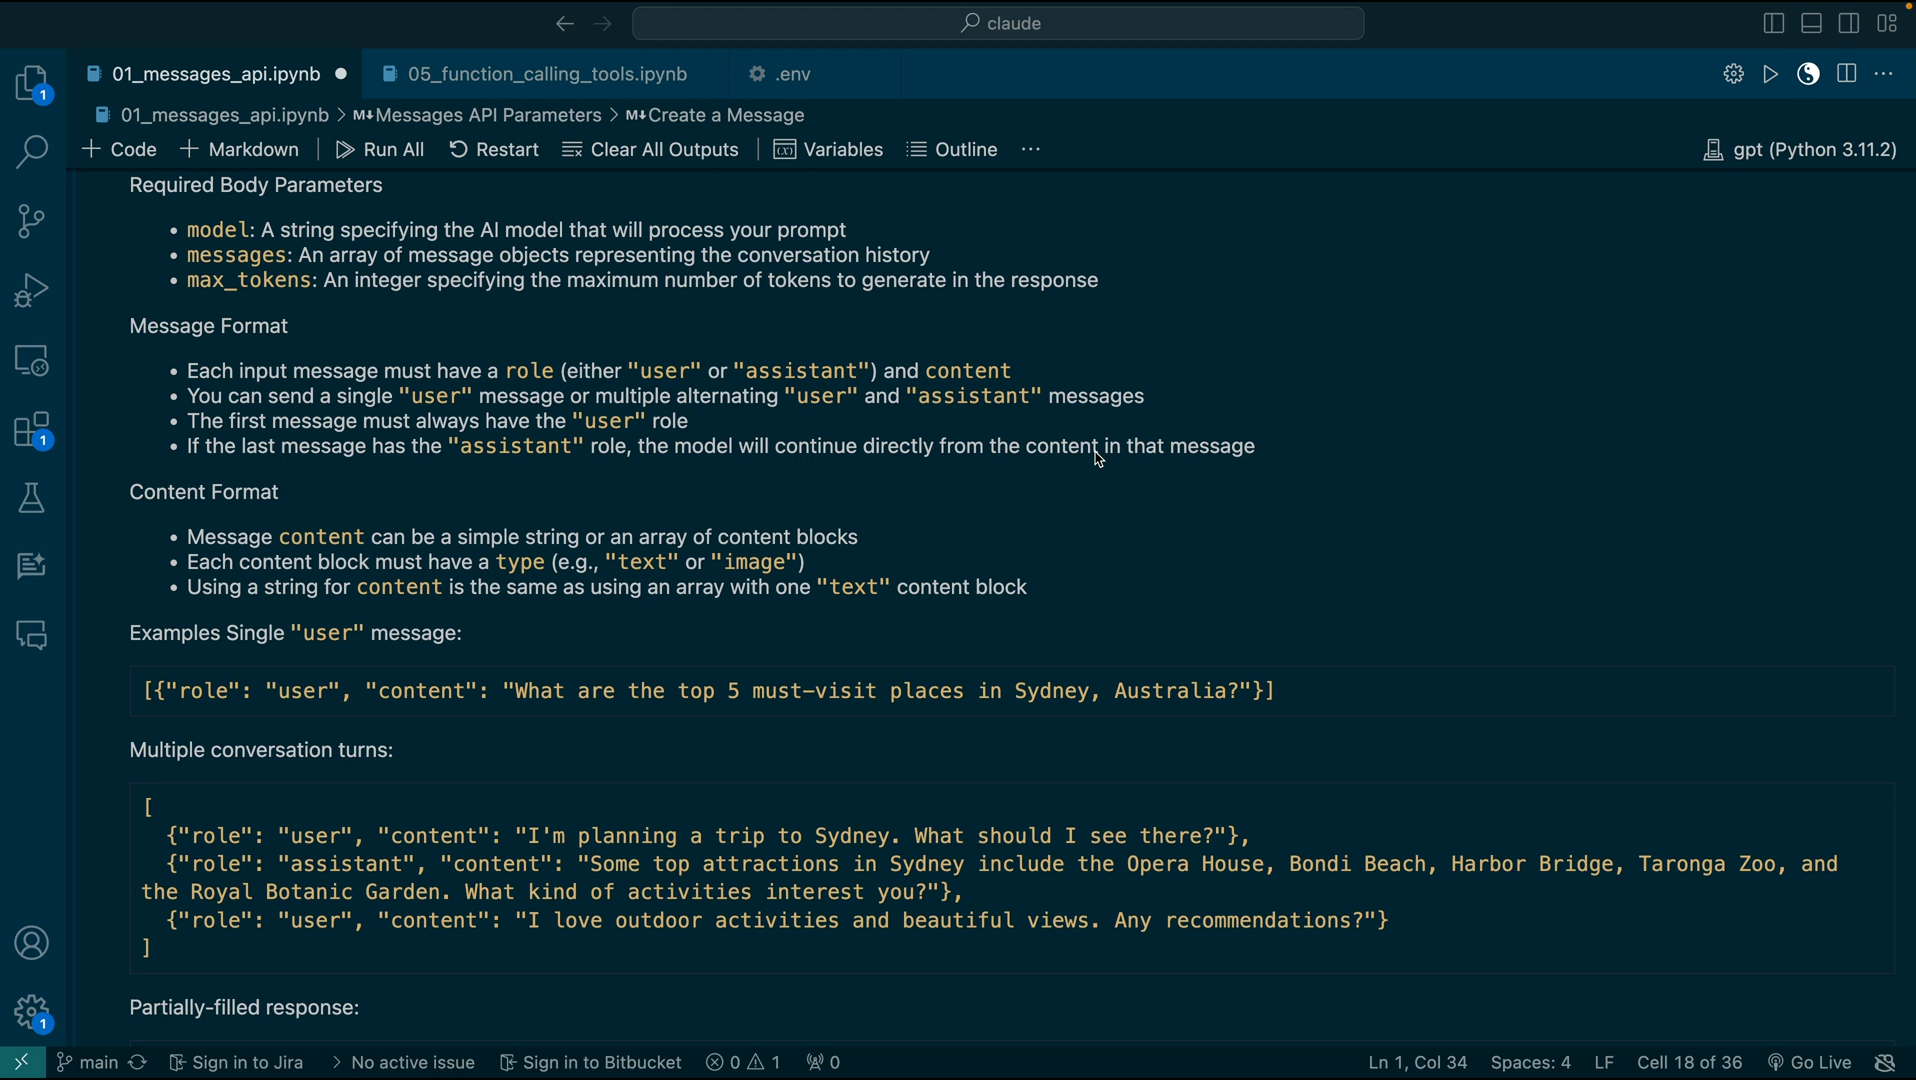 claude
01_messages_api.ipynb
05_function_calling_tools.ipynb
.env
1
01_messages_api.ipynb > M↓Messages API Parameters > M↓Create a Message
+ Code + Markdown | Run All Restart Clear All Outputs | Variables Outline ···
gpt (Python 3.11.2)
Required Body Parameters
• model: A string specifying the AI model that will process your prompt
• messages: An array of message objects representing the conversation history
• max_tokens: An integer specifying the maximum number of tokens to generate in the response
Message Format
• Each input message must have a role (either "user" or "assistant") and content
• You can send a single "user" message or multiple alternating "user" and "assistant" messages
• The first message must always have the "user" role
• If the last message has the "assistant" role, the model will continue directly from the content in that message
1
Content Format
• Message content can be a simple string or an array of content blocks
• Each content block must have a type (e.g., "text" or "image")
• Using a string for content is the same as using an array with one "text" content block
Examples Single "user" message:
[{"role": "user", "content": "What are the top 5 must-visit places in Sydney, Australia?"}]
Multiple conversation turns:
[
{"role": "user", "content": "I'm planning a trip to Sydney. What should I see there?"},
{"role": "assistant", "content": "Some top attractions in Sydney include the Opera House, Bondi Beach, Harbor Bridge, Taronga Zoo, and
the Royal Botanic Garden. What kind of activities interest you?"},
{"role": "user", "content": "I love outdoor activities and beautiful views. Any recommendations?"}
]
Partially-filled response:
1
main Sign in to Jira > No active issue Sign in to Bitbucket 0 1 0
Ln 1, Col 34 Spaces: 4 LF Cell 18 of 36 Go Live